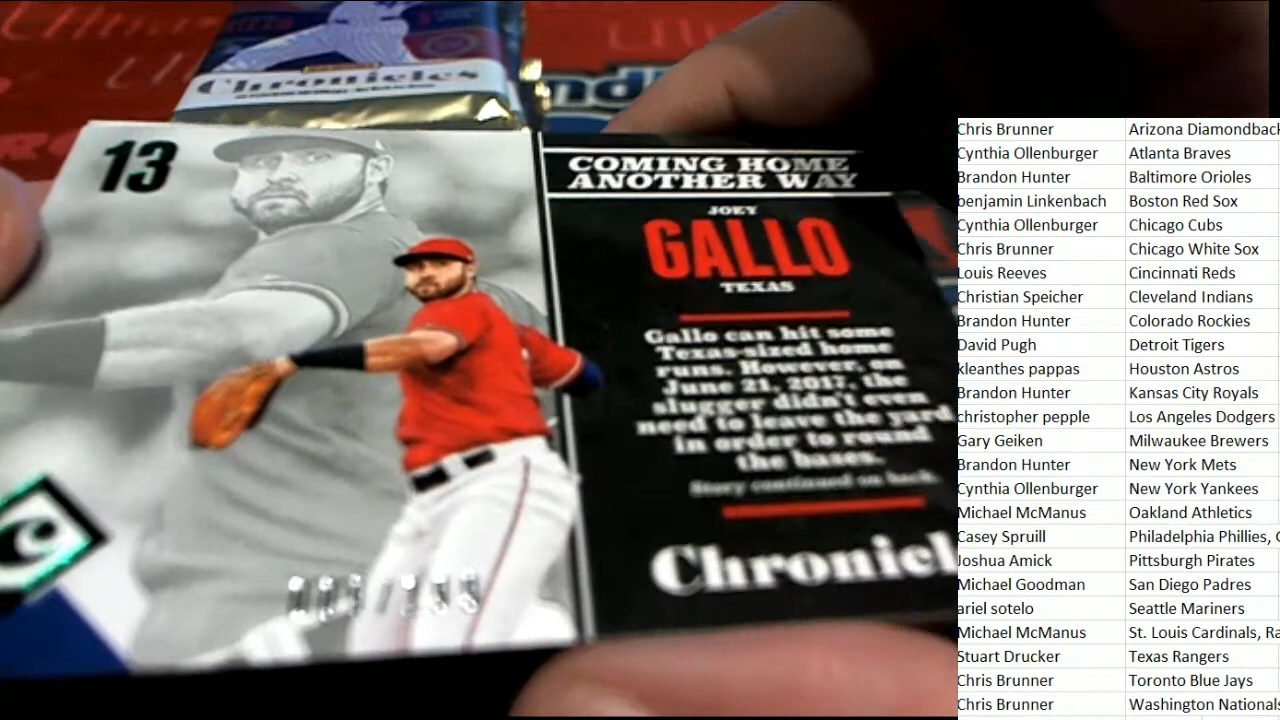 Chronicles
13
COMING HOME
ANOTHER WAY
JOEY
GALLO
TEXAS
Gallo can hit some
Texas-sized home
runs. However, on
June 21, 2017, the
slugger didn't even
need to leave the yard
in order to round
the bases.
Story continued on back.
Chronicl
Chris Brunner Arizona Diamondback
Cynthia Ollenburger Atlanta Braves
Brandon Hunter Baltimore Orioles
benjamin Linkenbach Boston Red Sox
Cynthia Ollenburger Chicago Cubs
Chris Brunner Chicago White Sox
Louis Reeves Cincinnati Reds
Christian Speicher Cleveland Indians
Brandon Hunter Colorado Rockies
David Pugh Detroit Tigers
kleanthes pappas Houston Astros
Brandon Hunter Kansas City Royals
christopher pepple Los Angeles Dodgers
Gary Geiken Milwaukee Brewers
Brandon Hunter New York Mets
Cynthia Ollenburger New York Yankees
Michael McManus Oakland Athletics
Casey Spruill Philadelphia Phillies,
Joshua Amick Pittsburgh Pirates
Michael Goodman San Diego Padres
ariel sotelo Seattle Mariners
Michael McManus St. Louis Cardinals, Ra
Stuart Drucker Texas Rangers
Chris Brunner Toronto Blue Jays
Chris Brunner Washington National